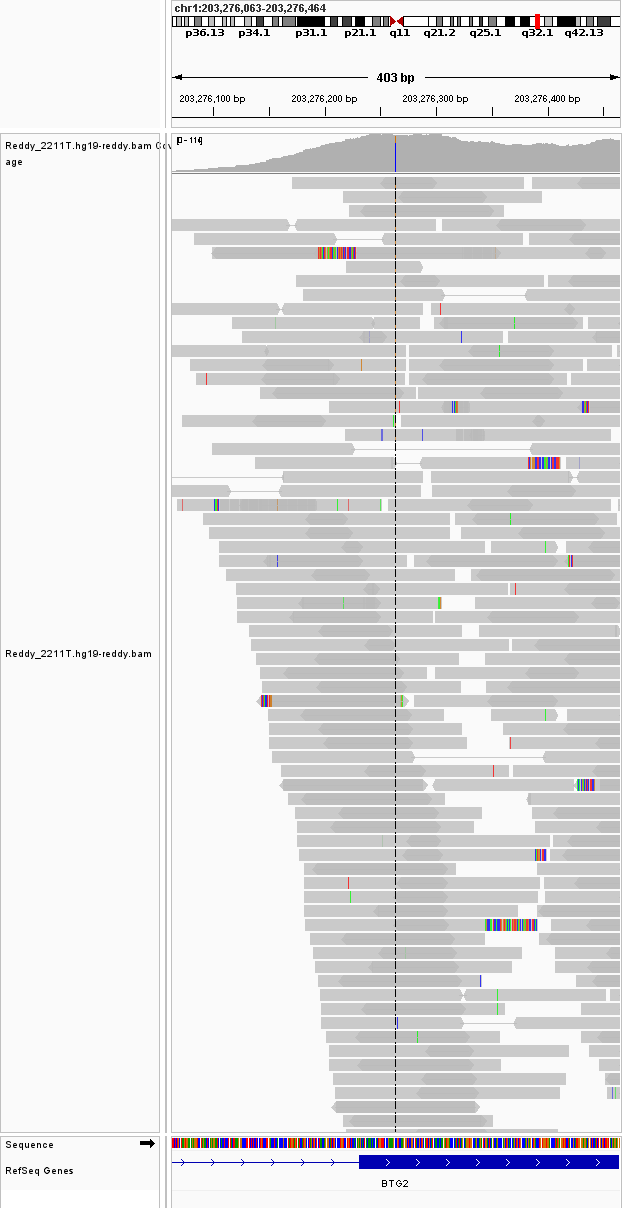 chr1:203,276,063-203,276,464
p36.13 p34.1 p31.1 p21.1 q11 q21.2 q25.1 q32.1 q42.13
403 bp
203,276,100 bp 203,276,200 bp 203,276,300 bp 203,276,400 bp
Reddy_2211T.hg19-reddy.bam Cov
age
[0 - 114]
Reddy_2211T.hg19-reddy.bam
Sequence
RefSeq Genes
BTG2